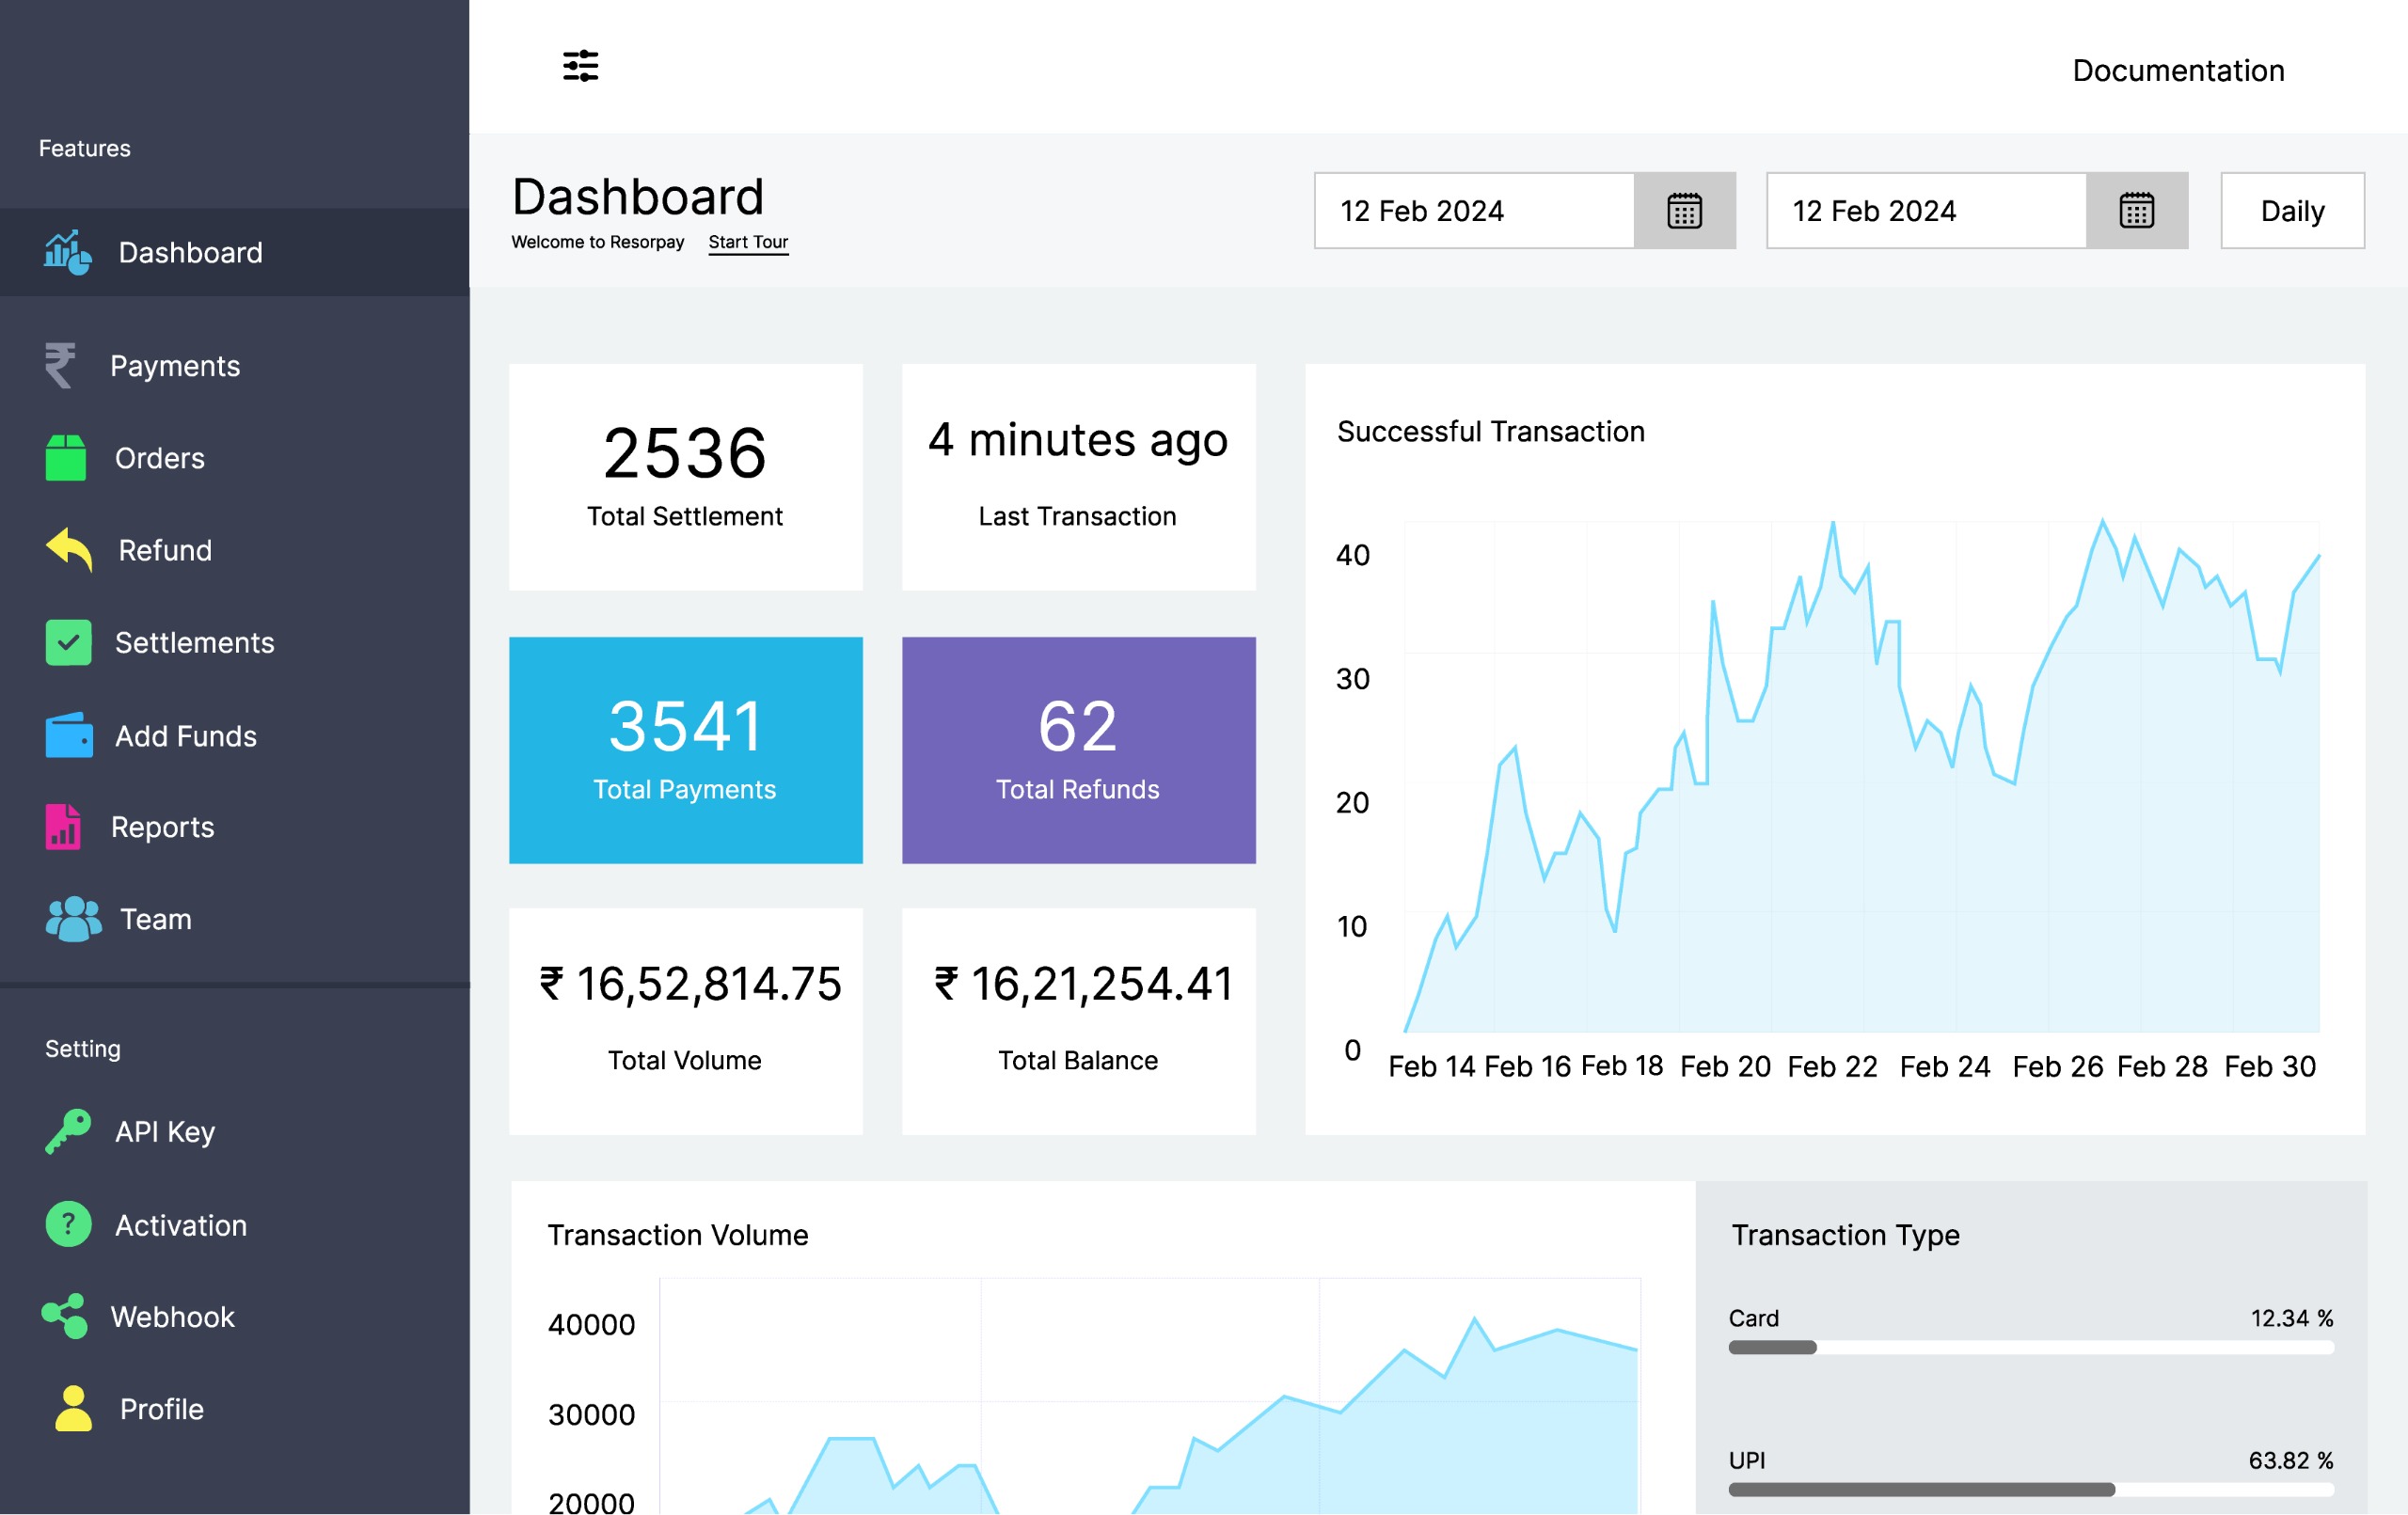 Documentation
Features
Dashboard
Payments
Orders
Refund
Settlements
Add Funds
Reports
Team
Setting
API Key
Activation
Webhook
Profile
Dashboard
Welcome to Resorpay Start Tour
12 Feb 2024
12 Feb 2024
Daily
2536
Total Settlement
4 minutes ago
Last Transaction
3541
Total Payments
62
Total Refunds
₹ 16,52,814.75
Total Volume
₹ 16,21,254.41
Total Balance
Successful Transaction
40
30
20
10
0
Feb 14 Feb 16 Feb 18 Feb 20 Feb 22 Feb 24 Feb 26 Feb 28 Feb 30
Transaction Volume
40000
30000
20000
Transaction Type
Card 12.34 %
UPI 63.82 %